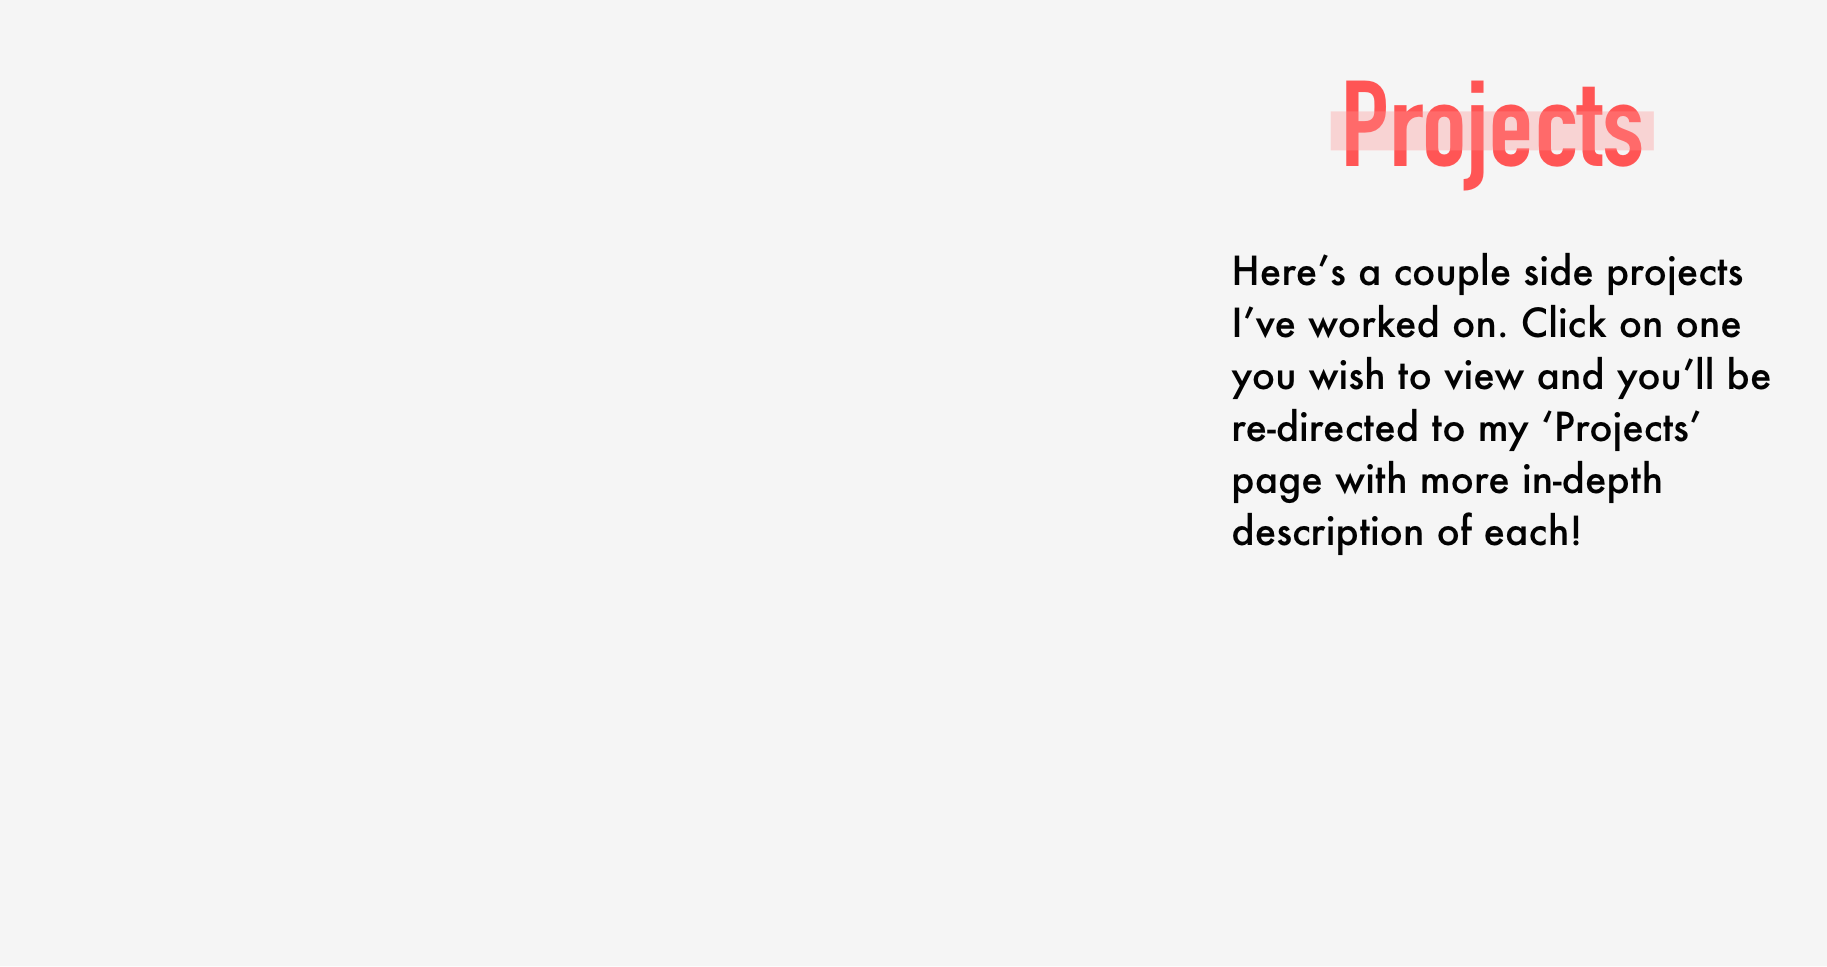 Projects
Here’s a couple side projects
I’ve worked on. Click on one
you wish to view and you’ll be
re-directed to my ‘Projects’
page with more in-depth
description of each!